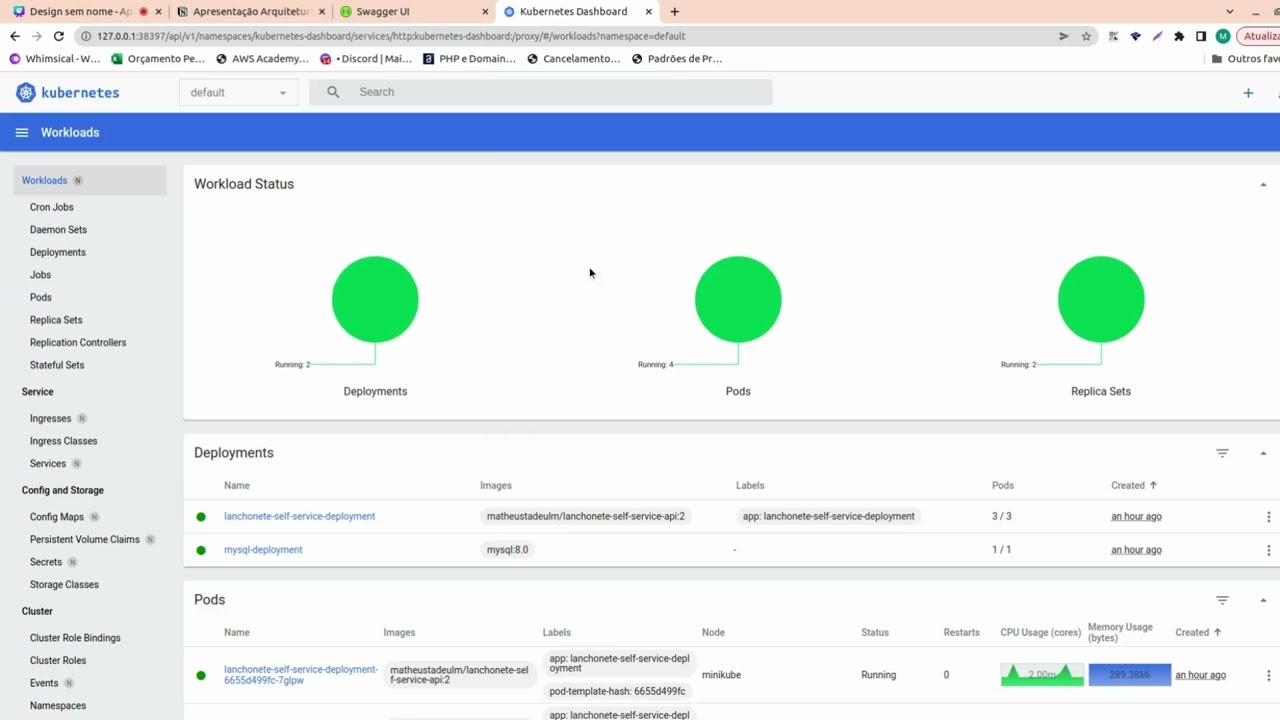 Design sem nome - Ap
Apresentação Arquitetur
Swagger UI
Kubernetes Dashboard
127.0.0.1:38397/api/v1/namespaces/kubernetes-dashboard/services/http:kubernetes-dashboard:/proxy/#/workloads?namespace=default
M
Atualiza
Whimsical - W...
Orçamento Pe...
AWS Academy...
• Discord | Mai...
PHP e Domain...
Cancelamento...
Padrões de Pr...
Outros favo
kubernetes
default
Search
Workloads
Workloads N
Cron Jobs
Daemon Sets
Deployments
Jobs
Pods
Replica Sets
Replication Controllers
Stateful Sets
Service
Ingresses N
Ingress Classes
Services N
Config and Storage
Config Maps N
Persistent Volume Claims N
Secrets N
Storage Classes
Cluster
Cluster Role Bindings
Cluster Roles
Events N
Namespaces
Workload Status
Running: 2
Running: 4
Running: 2
Deployments
Pods
Replica Sets
Deployments
Name Images Labels Pods Created
lanchonete-self-service-deployment matheustadeulm/lanchonete-self-service-api:2 app: lanchonete-self-service-deployment 3 / 3 an hour ago
mysql-deployment mysql:8.0 - 1 / 1 an hour ago
Pods
Name Images Labels Node Status Restarts CPU Usage (cores) Memory Usage (bytes) Created
lanchonete-self-service-deployment-
6655d499fc-7glpw
matheustadeulm/lanchonete-sel
f-service-api:2
app: lanchonete-self-service-depl
oyment
pod-template-hash: 6655d499fc
minikube
Running
0
2.00m
289.38Mi
an hour ago
app: lanchonete-self-service-depl